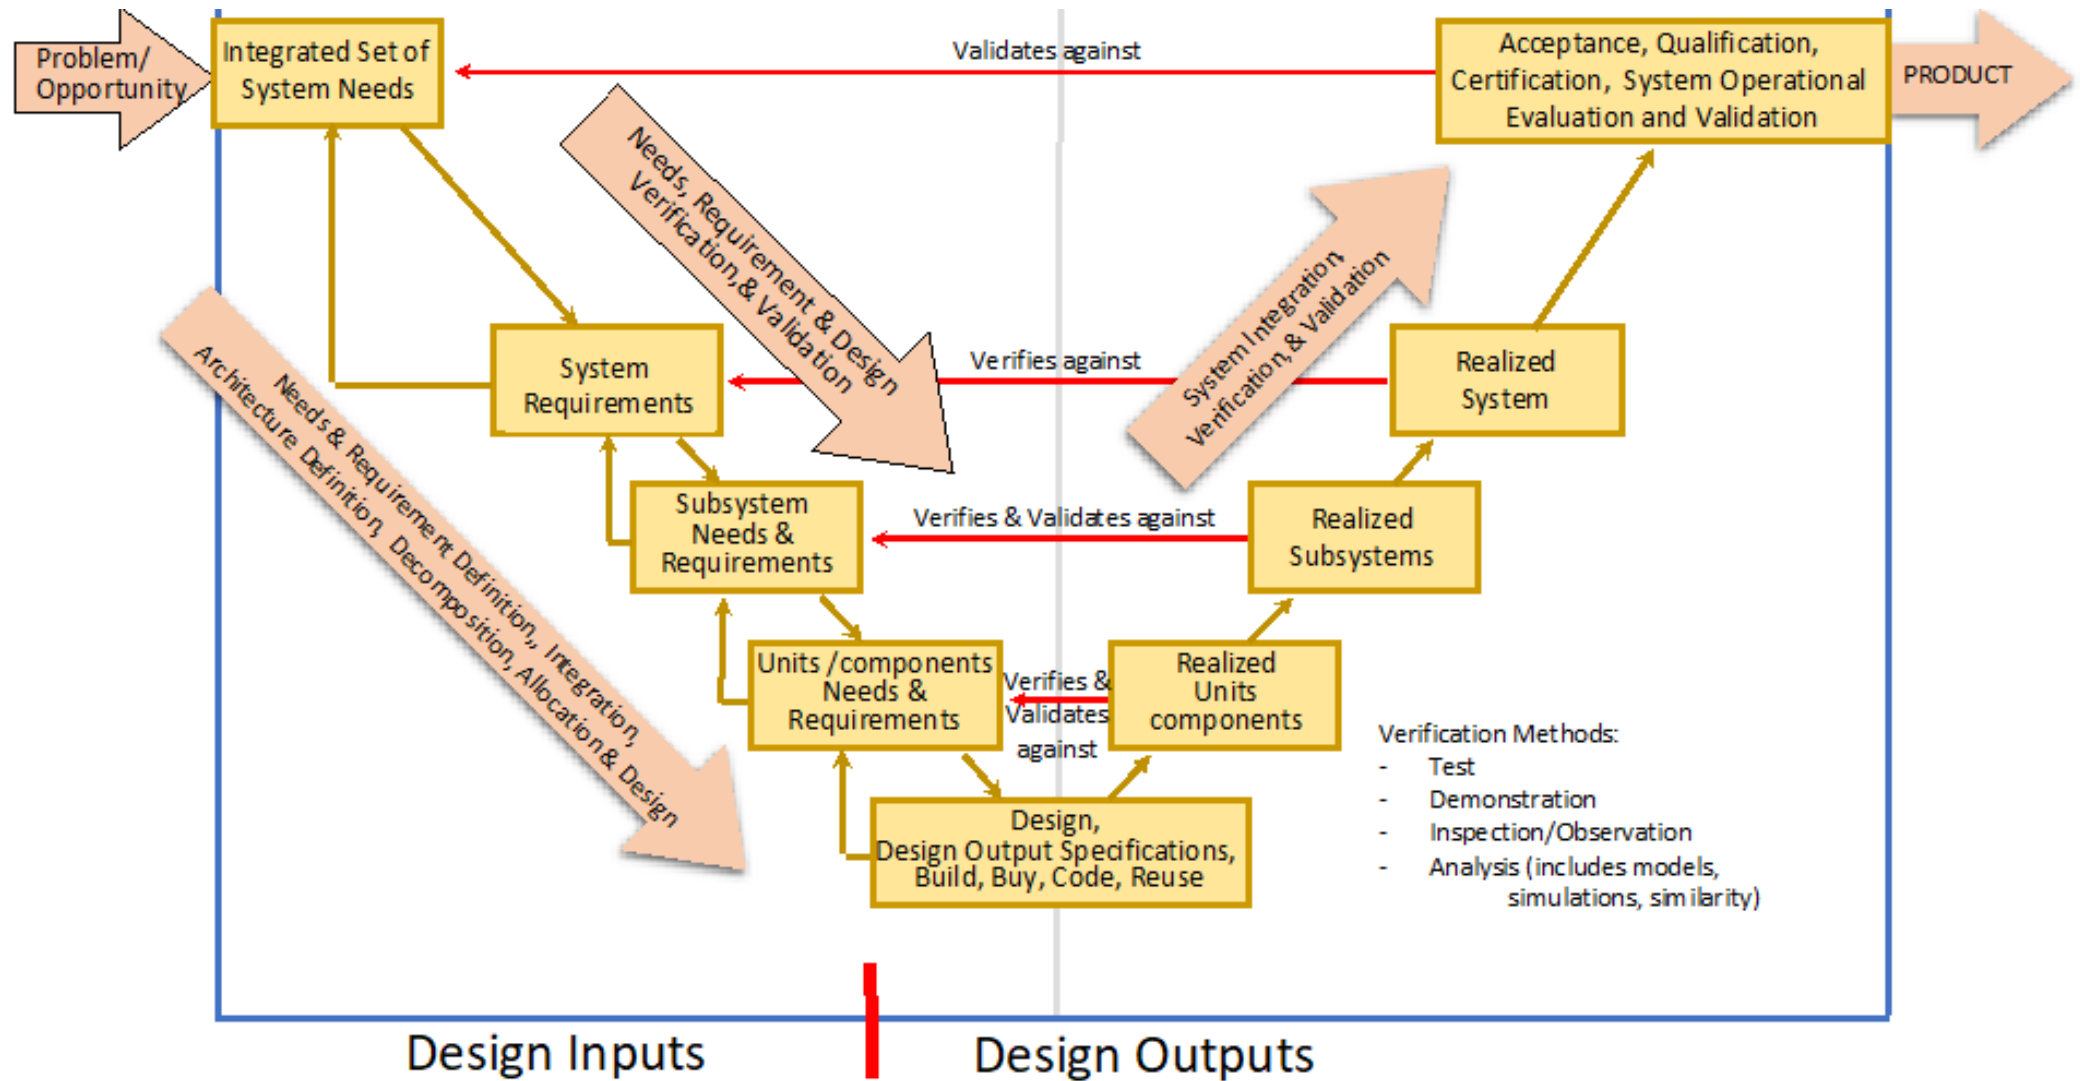 Problem/
Opportunity
Integrated Set of
System Needs
Validates against
Acceptance, Qualification,
Certification, System Operational
Evaluation and Validation
PRODUCT
Needs, Requirement & Design
Verification, & Validation
System Integration,
Verification, & Validation
Needs & Requirement Definition,, Integration,
Architecture Definition, Decomposition, Allocation & Design
System
Requirements
Verifies against
Realized
System
Subsystem
Needs &
Requirements
Verifies & Validates against
Realized
Subsystems
Units /components
Needs &
Requirements
Verifies &
Validates
against
Realized
Units
components
Design,
Design Output Specifications,
Build, Buy, Code, Reuse
Verification Methods:
- Test
- Demonstration
- Inspection/Observation
- Analysis (includes models,
simulations, similarity)
Design Inputs
Design Outputs